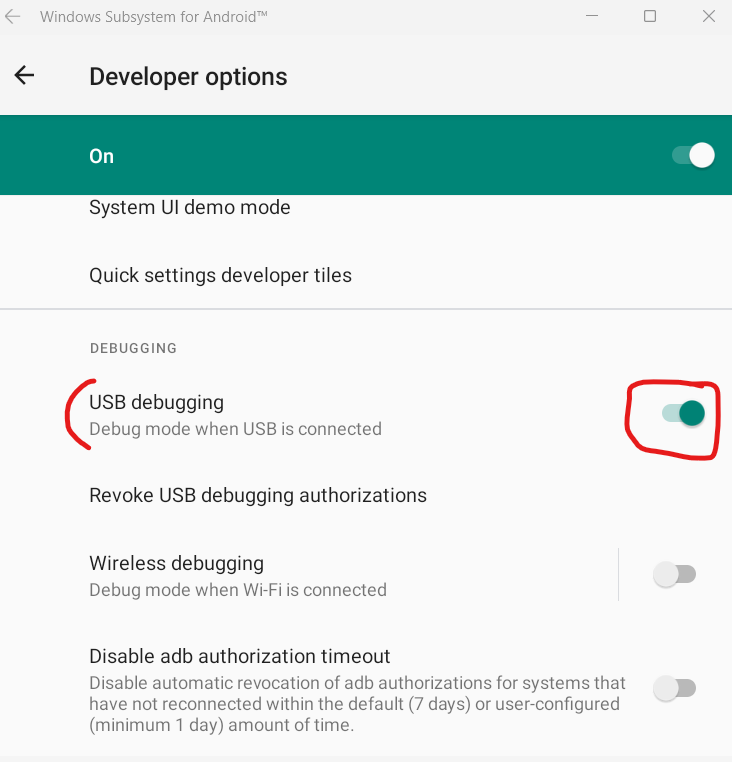 Windows Subsystem for Android™
Developer options
On
System UI demo mode
Quick settings developer tiles
DEBUGGING
USB debugging
Debug mode when USB is connected
Revoke USB debugging authorizations
Wireless debugging
Debug mode when Wi-Fi is connected
Disable adb authorization timeout
Disable automatic revocation of adb authorizations for systems that
have not reconnected within the default (7 days) or user-configured
(minimum 1 day) amount of time.